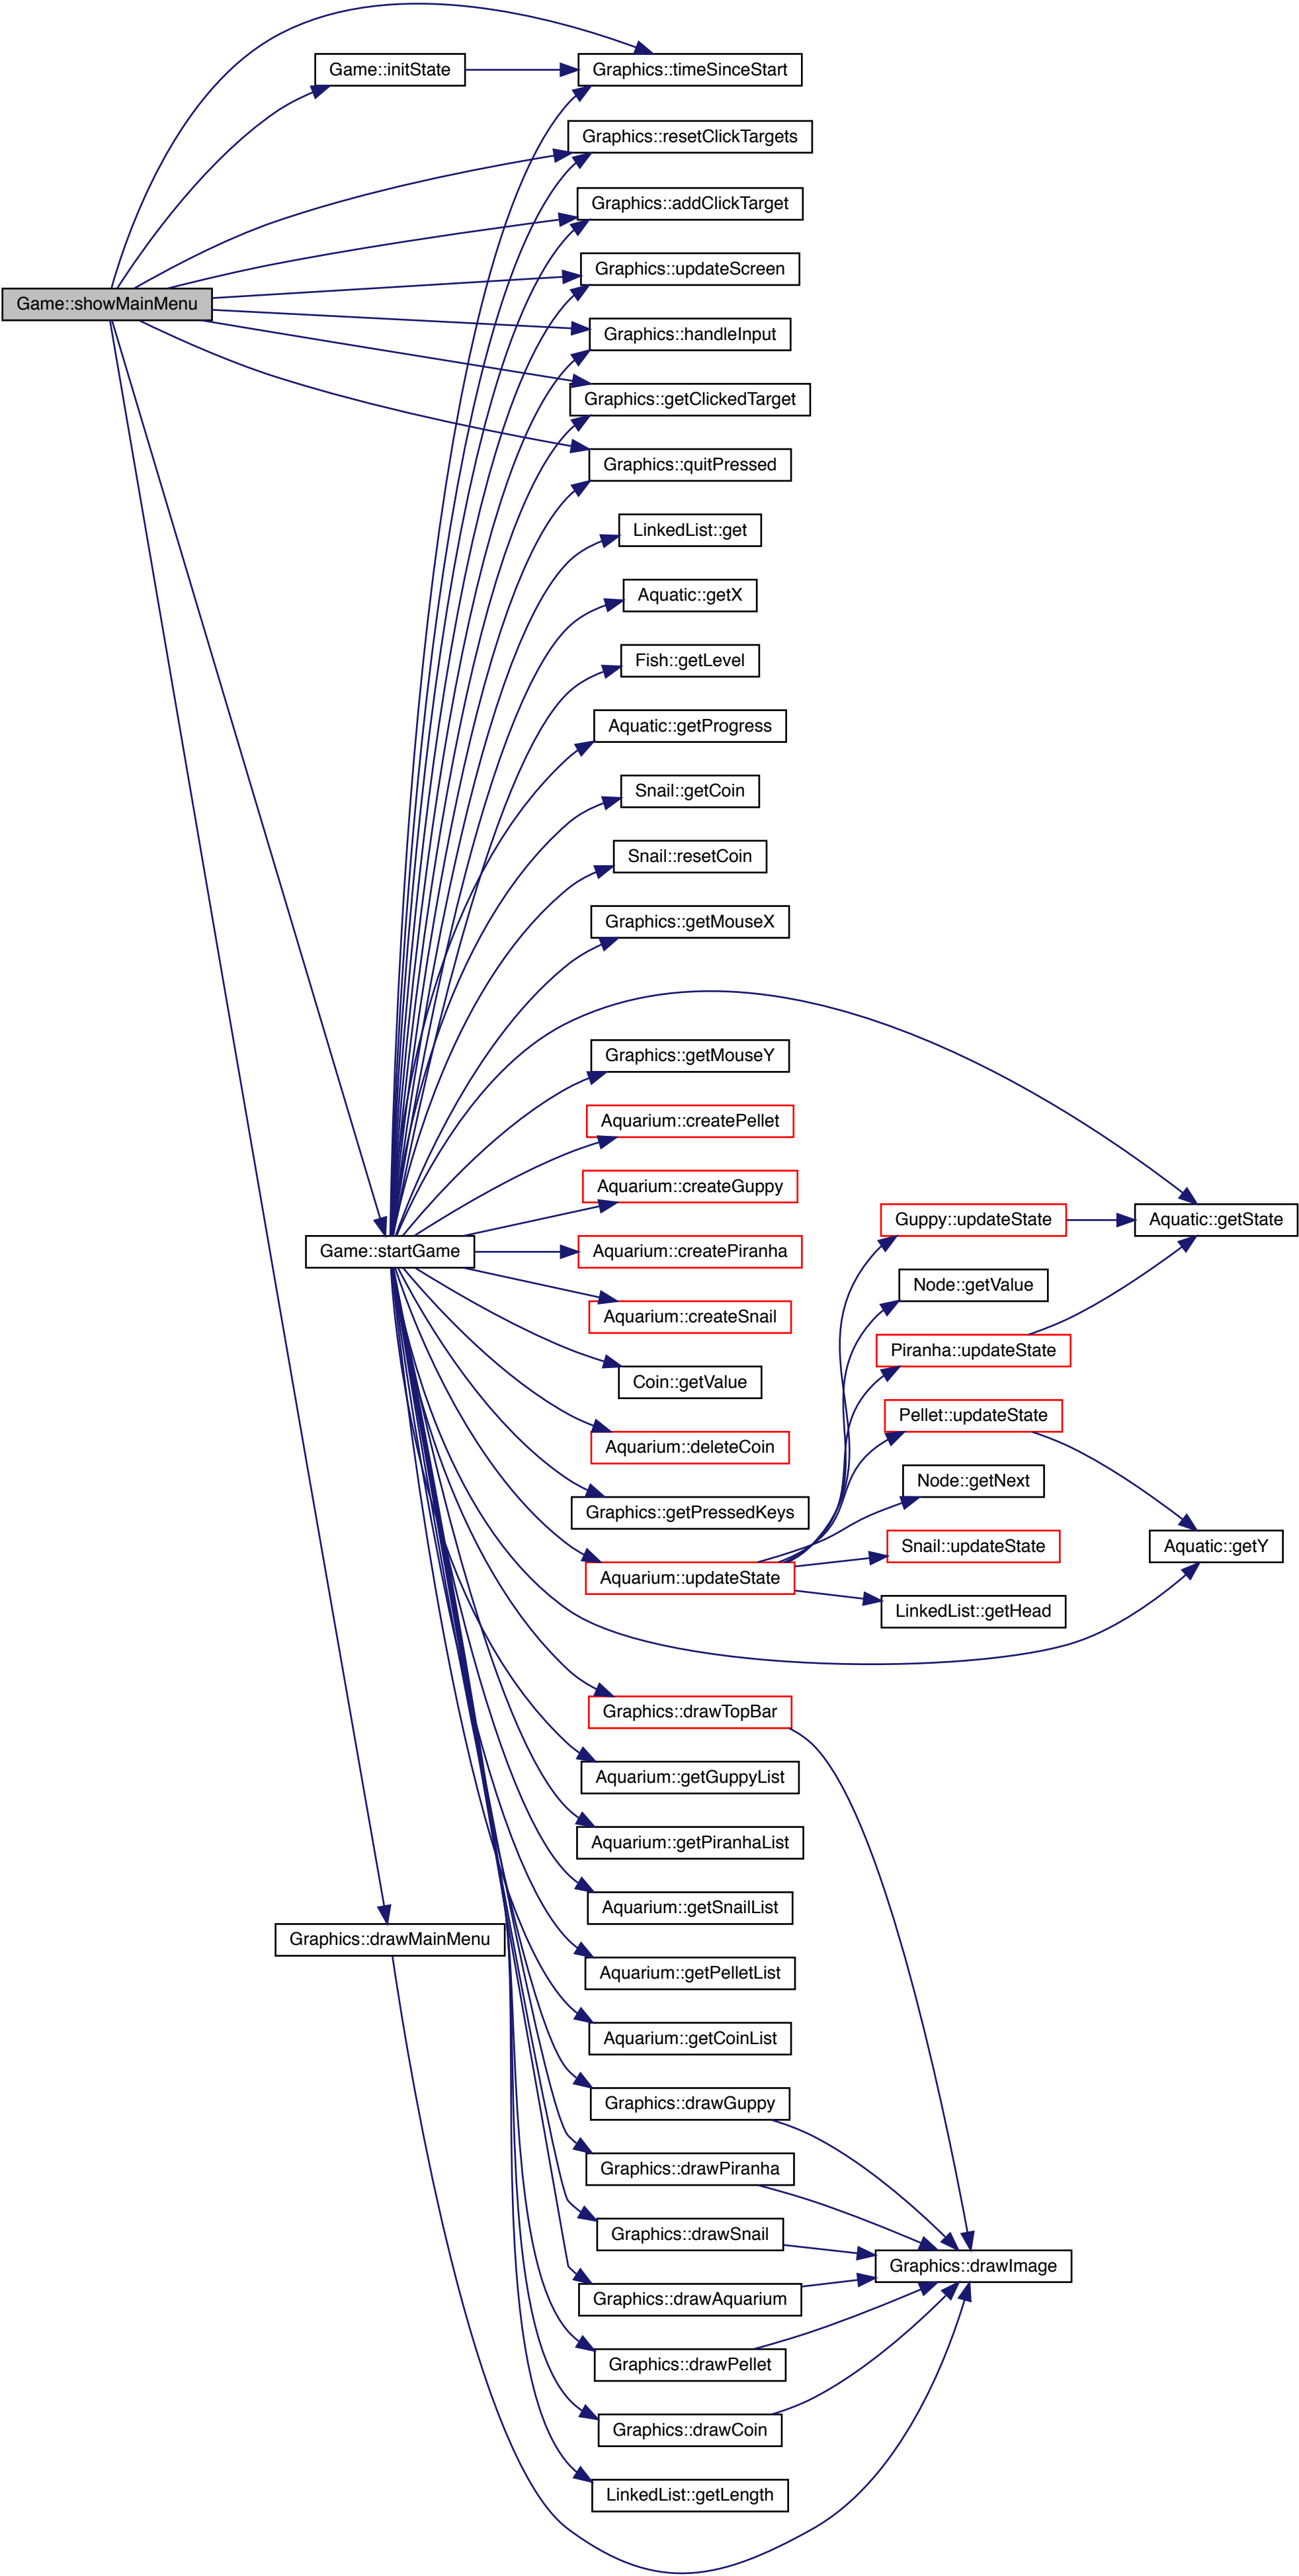 Game::showMainMenu
Game::initState
Graphics::timeSinceStart
Graphics::resetClickTargets
Graphics::addClickTarget
Graphics::updateScreen
Graphics::handleInput
Graphics::getClickedTarget
Graphics::quitPressed
LinkedList::get
Aquatic::getX
Fish::getLevel
Aquatic::getProgress
Snail::getCoin
Snail::resetCoin
Graphics::getMouseX
Graphics::getMouseY
Aquarium::createPellet
Aquarium::createGuppy
Game::startGame
Aquarium::createPiranha
Aquarium::createSnail
Coin::getValue
Aquarium::deleteCoin
Graphics::getPressedKeys
Aquarium::updateState
Guppy::updateState
Aquatic::getState
Node::getValue
Piranha::updateState
Pellet::updateState
Node::getNext
Snail::updateState
Aquatic::getY
LinkedList::getHead
Graphics::drawTopBar
Aquarium::getGuppyList
Aquarium::getPiranhaList
Aquarium::getSnailList
Graphics::drawMainMenu
Aquarium::getPelletList
Aquarium::getCoinList
Graphics::drawGuppy
Graphics::drawPiranha
Graphics::drawSnail
Graphics::drawImage
Graphics::drawAquarium
Graphics::drawPellet
Graphics::drawCoin
LinkedList::getLength